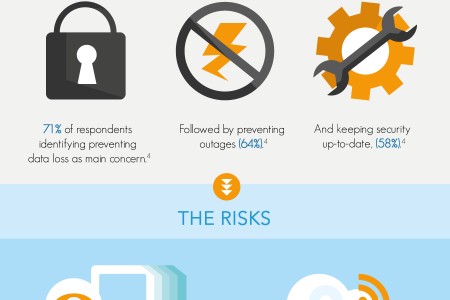 71% of respondents
identifying preventing
data loss as main concern.4
Followed by preventing
outages (64%).4
And keeping security
up-to-date, (58%).4
THE RISKS